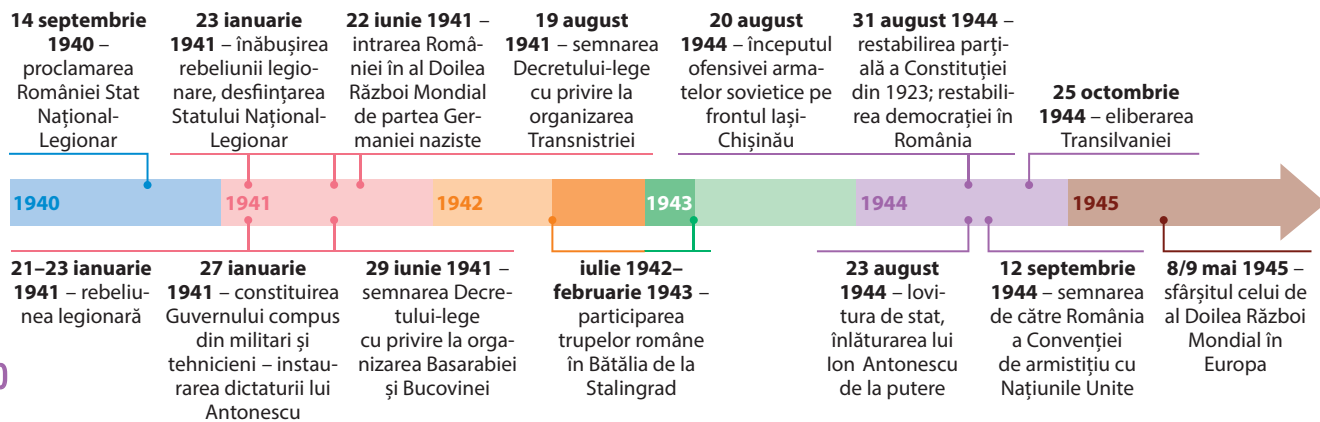 14 septembrie
1940 –
proclamarea
României Stat
Național-
Legionar
23 ianuarie
1941 – înăbușirea
rebeliunii legio-
nare, desființarea
Statului Național-
Legionar
22 iunie 1941 –
intrarea Româ-
niei în al Doilea
Război Mondial
de partea Ger-
maniei naziste
19 august
1941 – semnarea
Decretului-lege
cu privire la
organizarea
Transnistriei
20 august
1944 – începutul
ofensivei arma-
telor sovietice pe
frontul Iași-
Chișinău
31 august 1944 –
restabilirea parți-
ală a Constituției
din 1923; restabili-
rea democrației în
România
25 octombrie
1944 – eliberarea
Transilvaniei
1940
1941
1942
1943
1944
1945
21–23 ianuarie
1941 – rebeliu-
nea legionară
27 ianuarie
1941 – constituirea
Guvernului compus
din militari și
tehnicieni – instau-
rarea dictaturii lui
Antonescu
29 iunie 1941 –
semnarea Decre-
tului-lege
cu privire la orga-
nizarea Basarabiei
și Bucovinei
iulie 1942–
februarie 1943 –
participarea
trupelor române
în Bătălia de la
Stalingrad
23 august
1944 – lovi-
tura de stat,
înlăturarea lui
Ion Antonescu
de la putere
12 septembrie
1944 – semnarea
de către România
a Convenției
de armistițiu cu
Națiunile Unite
8/9 mai 1945 –
sfârșitul celui de
al Doilea Război
Mondial în
Europa